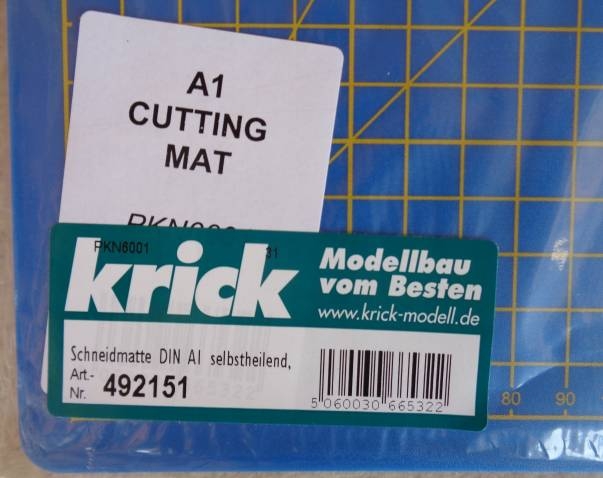 A1
CUTTING
MAT
PKN6001
31
krick
Modellbau
vom Besten
www.krick-modell.de
Schneidmatte DIN A1 selbstheilend,
Art.-
Nr. 492151
5 060030 665322
80 90